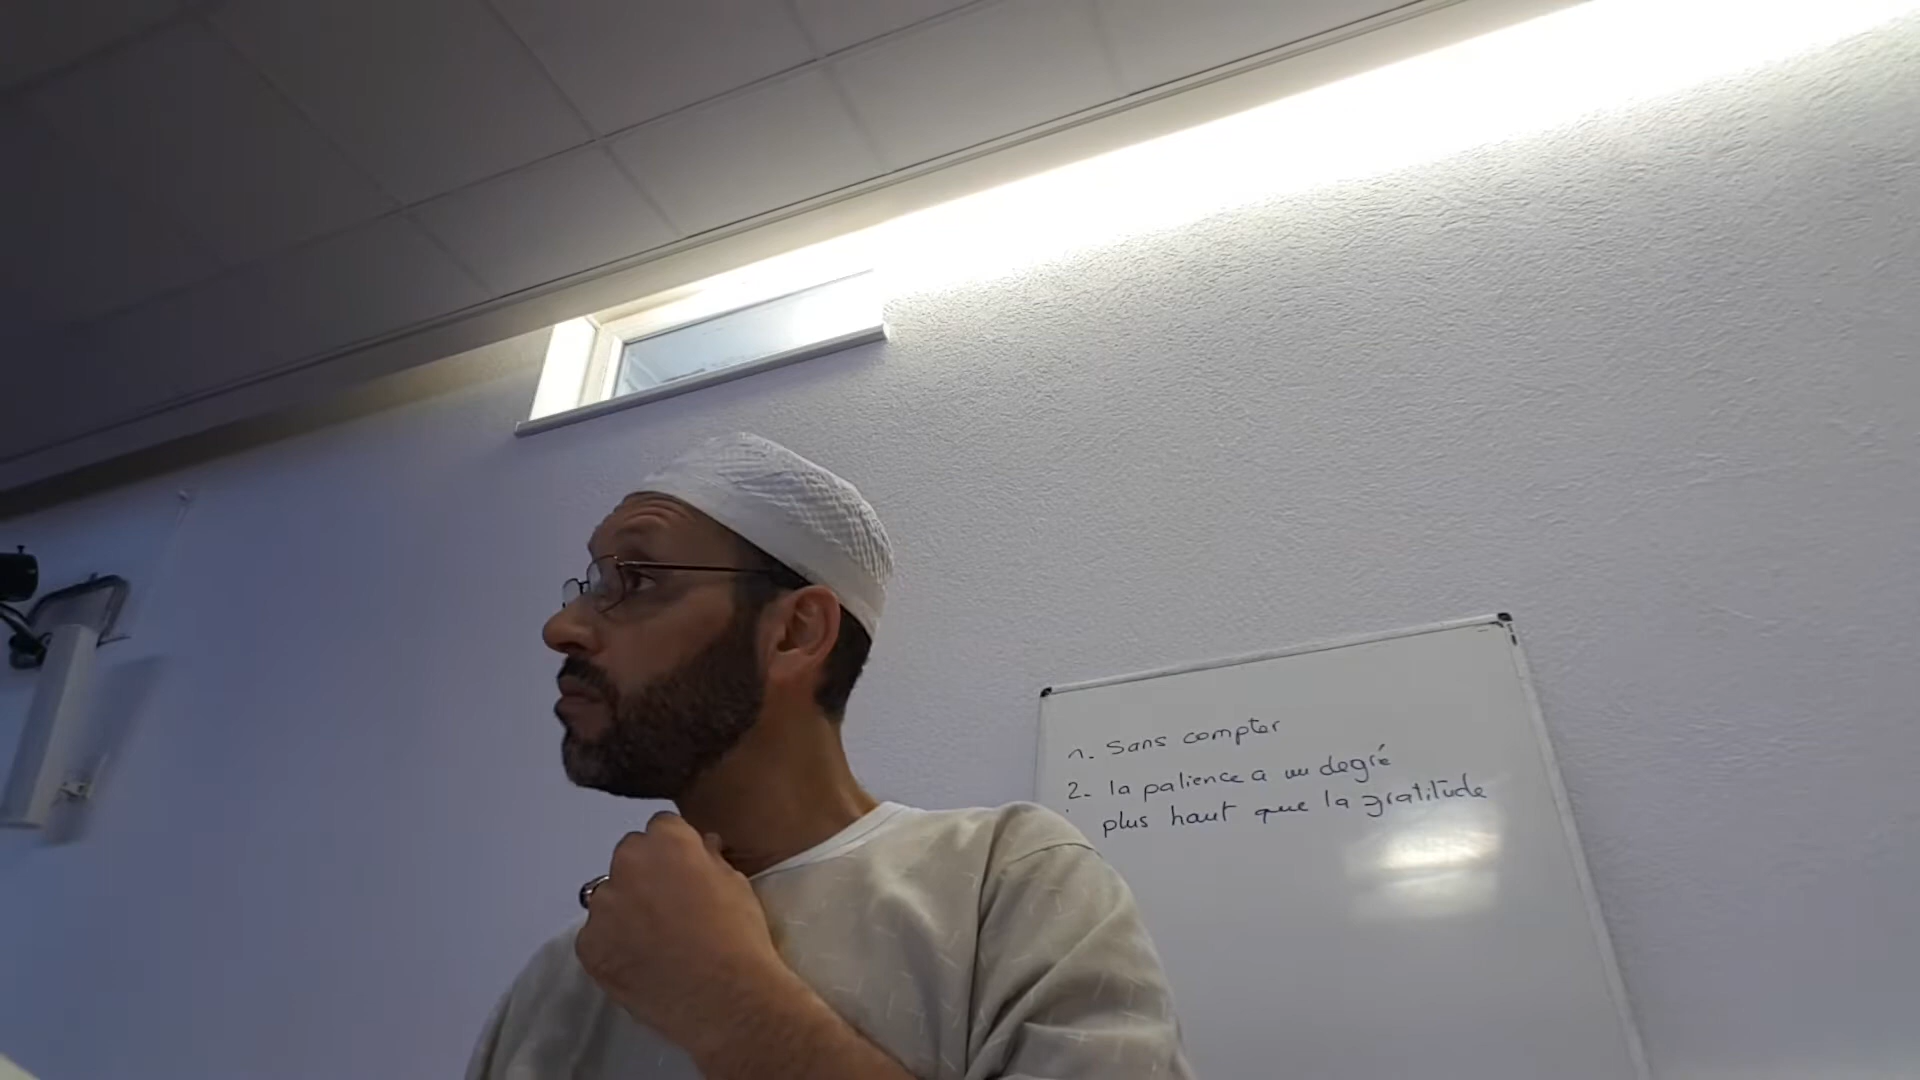 1. Sans compter
2. la patience a un degré
plus haut que la gratitude